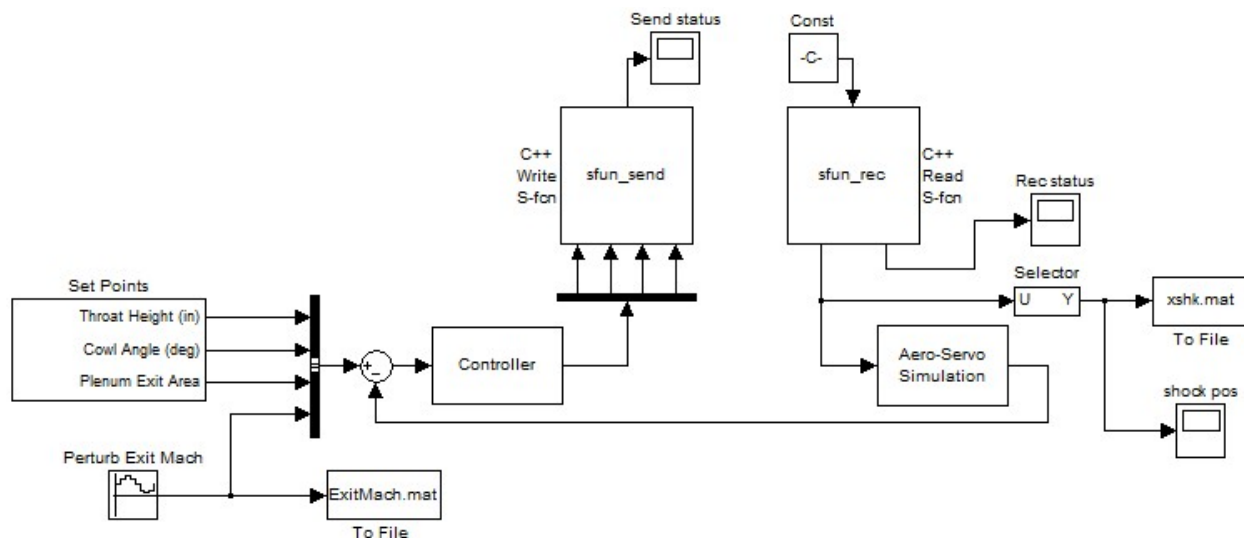 Send status
Const
-C-
C++
Write
S-fcn
sfun_send
sfun_rec
C++
Read
S-fcn
Rec status
Set Points
Throat Height (in)
Cowl Angle (deg)
Plenum Exit Area
Selector
U Y
xshk.mat
To File
+
-
Controller
Aero-Servo
Simulation
shock pos
Perturb Exit Mach
ExitMach.mat
To File